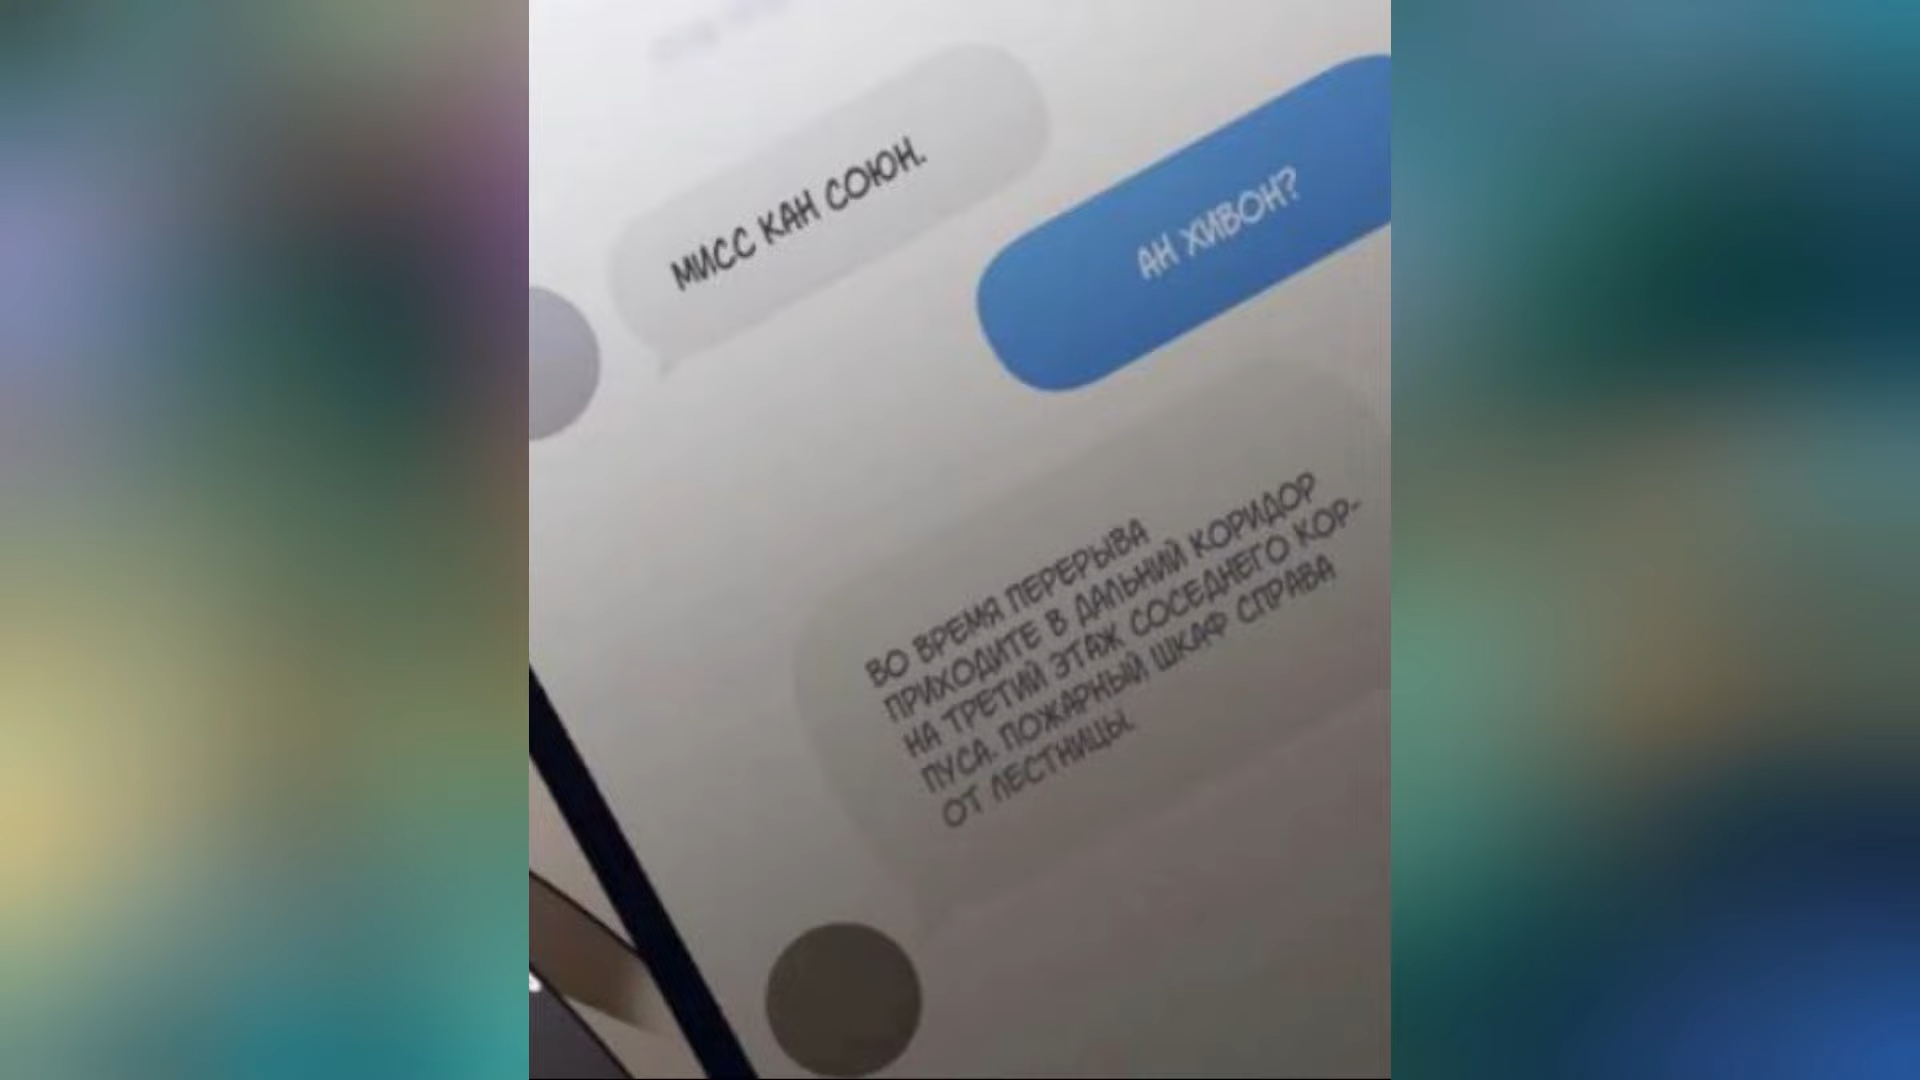 МИСС КАН СОЮН.
АН ХИВОН?
ВО ВРЕМЯ ПЕРЕРЫВА
ПРИХОДИТЕ В ДАЛЬНИЙ КОРИДОР
НА ТРЕТИЙ ЭТАЖ СОСЕДНЕГО КОР-
ПУСА. ПОЖАРНЫЙ ШКАФ СПРАВА
ОТ ЛЕСТНИЦЫ.